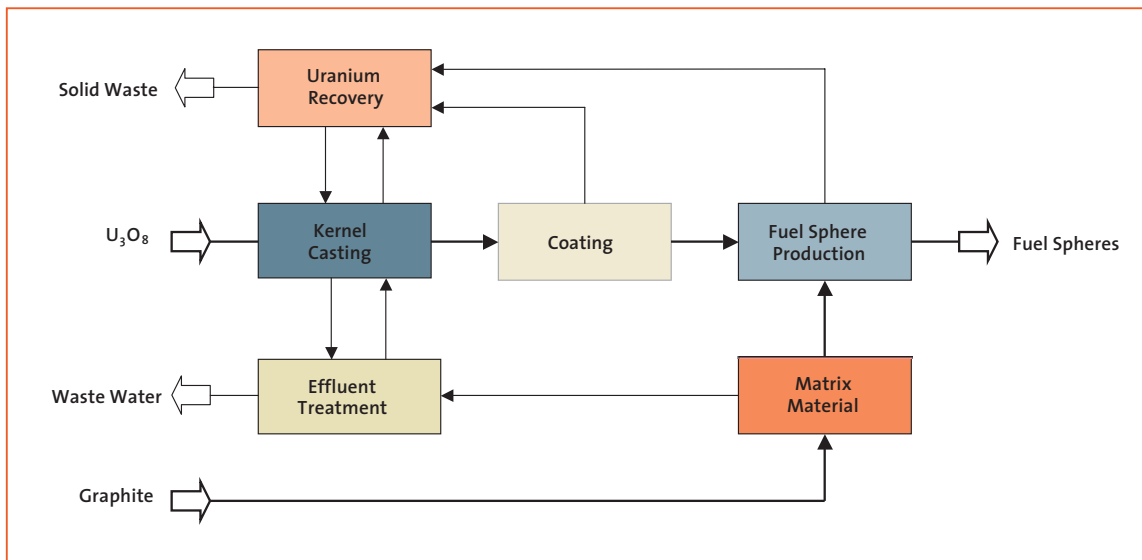 Solid Waste
Uranium
Recovery
U₃O₈
Kernel
Casting
Coating
Fuel Sphere
Production
Fuel Spheres
Waste Water
Effluent
Treatment
Matrix
Material
Graphite